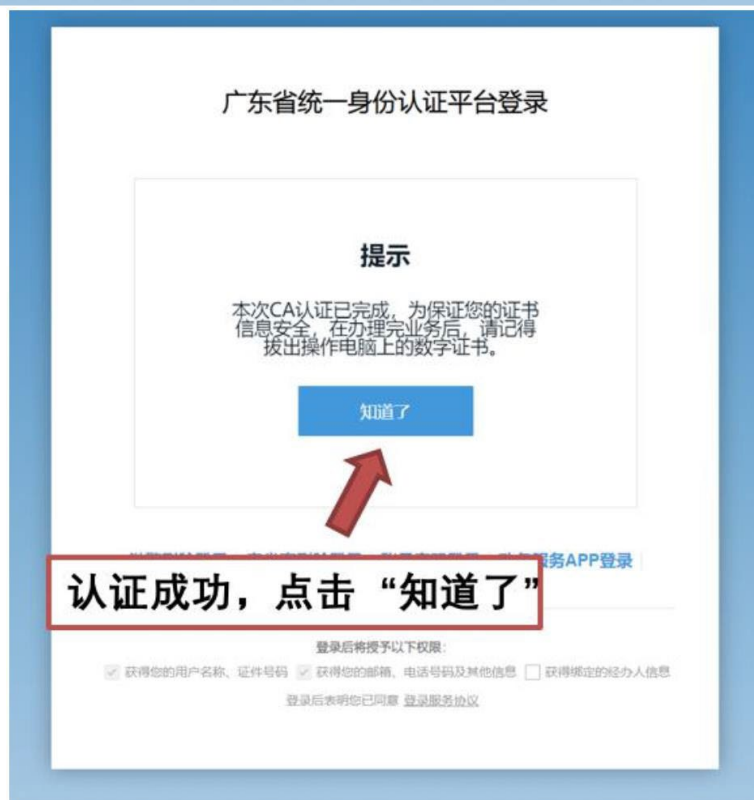 广东省统一身份认证平台登录
提示
本次CA认证已完成，为保证您的证书
信息安全，在办理完业务后，请记得
拔出操作电脑上的数字证书。
知道了
服务APP登录
认证成功，点击“知道了”
登录后将授予以下权限：
获得您的用户名称、证件号码 获得您的邮箱、电话号码及其他信息 获得绑定的经办人信息
登录后表明您已同意 登录服务协议